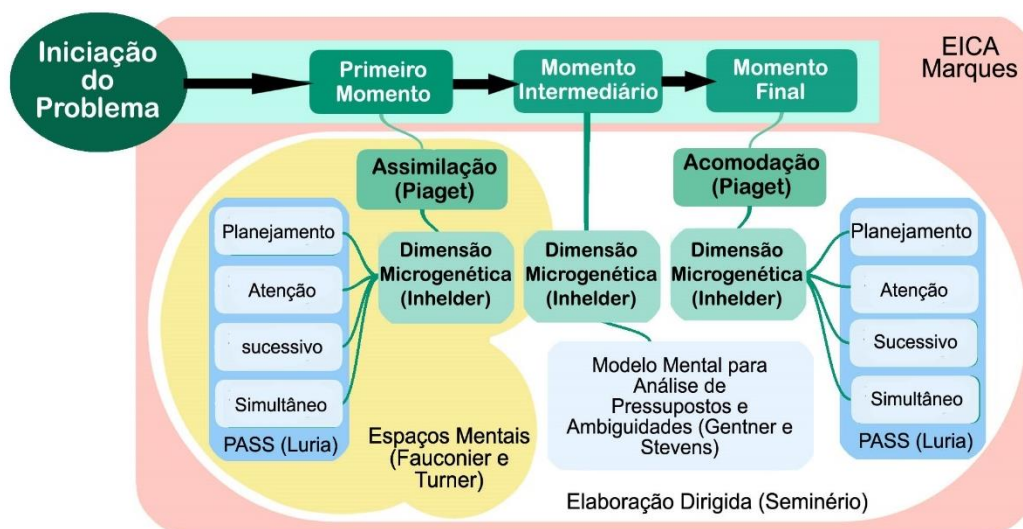 Iniciação
do
Problema
Primeiro
Momento
Momento
Intermediário
Momento
Final
EICA
Marques
Assimilação
(Piaget)
Acomodação
(Piaget)
Planejamento
Atenção
sucessivo
Simultâneo
PASS (Luria)
Dimensão
Microgenética
(Inhelder)
Dimensão
Microgenética
(Inhelder)
Dimensão
Microgenética
(Inhelder)
Planejamento
Atenção
Sucessivo
Simultâneo
PASS (Luria)
Espaços Mentais
(Fauconier e
Turner)
Modelo Mental para
Análise de
Pressupostos e
Ambiguidades (Gentner e
Stevens)
Elaboração Dirigida (Seminério)